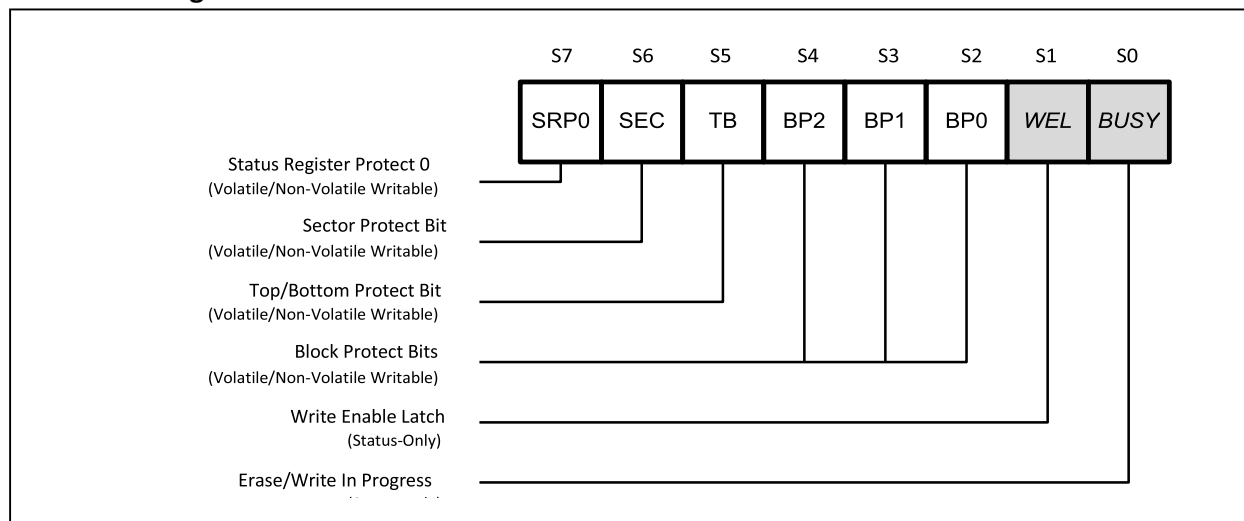 S7 S6 S5 S4 S3 S2 S1 S0
SRP0 SEC TB BP2 BP1 BP0 WEL BUSY
Status Register Protect 0
(Volatile/Non-Volatile Writable)
Sector Protect Bit
(Volatile/Non-Volatile Writable)
Top/Bottom Protect Bit
(Volatile/Non-Volatile Writable)
Block Protect Bits
(Volatile/Non-Volatile Writable)
Write Enable Latch
(Status-Only)
Erase/Write In Progress